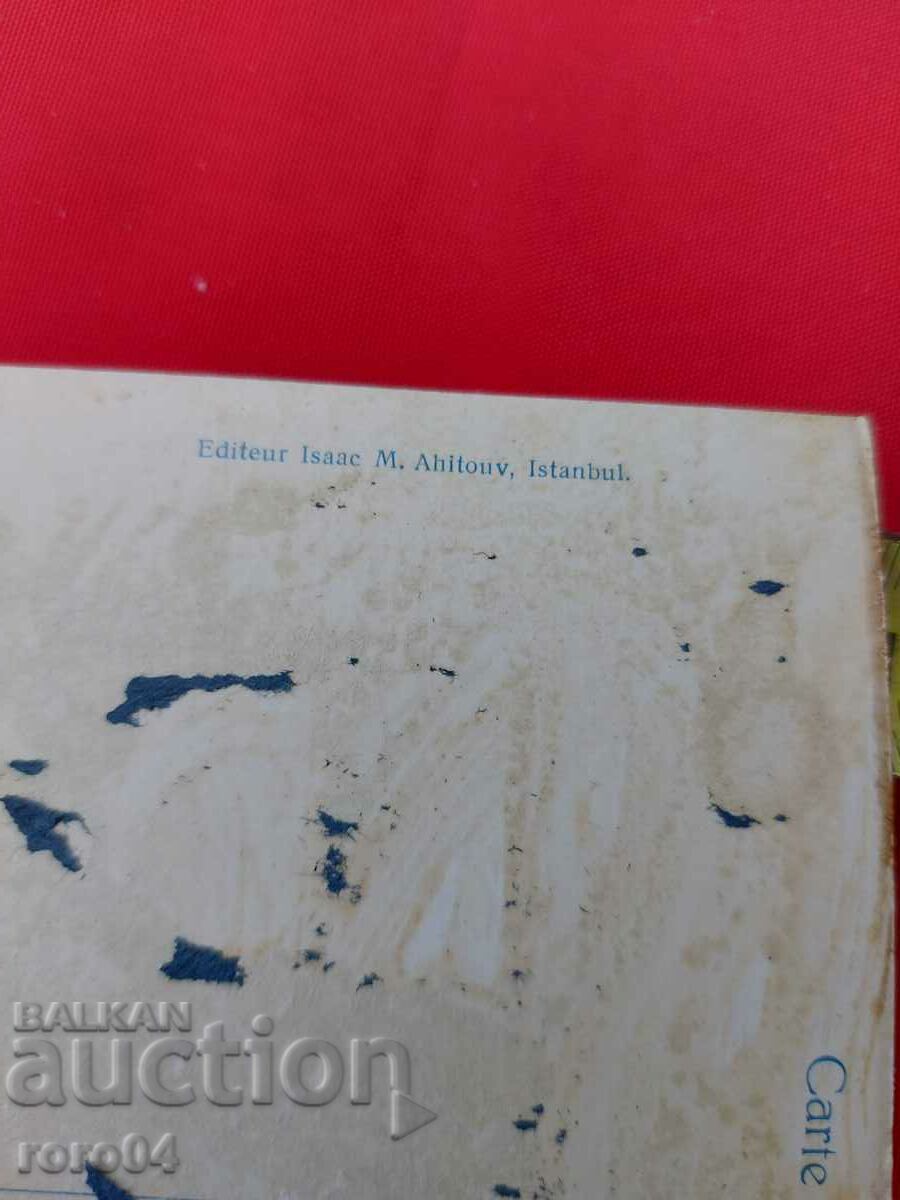 Editeur Isaac M. Ahitouv, Istanbul.
Carte
BALKAN
auction
roro04